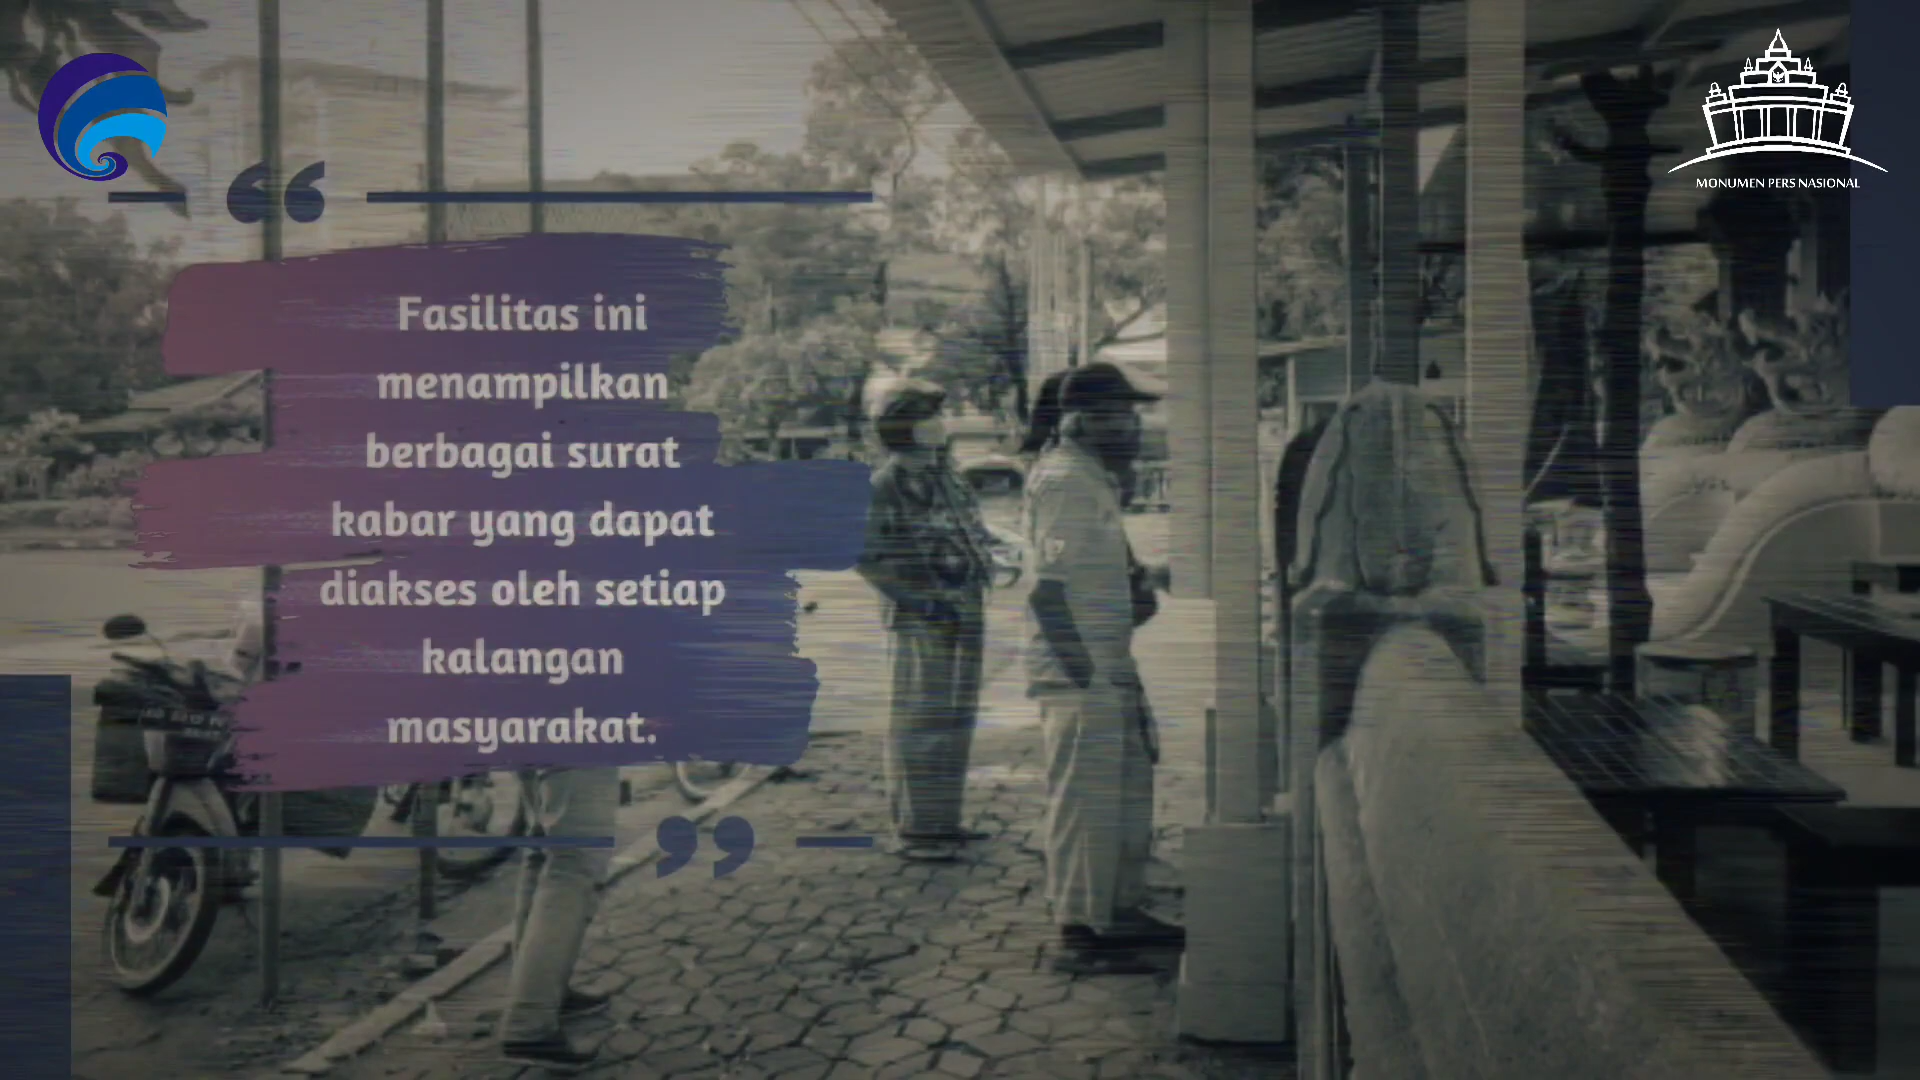 MONUMEN PERS NASIONAL
“
Fasilitas ini
menampilkan
berbagai surat
kabar yang dapat
diakses oleh setiap
kalangan
masyarakat.
”